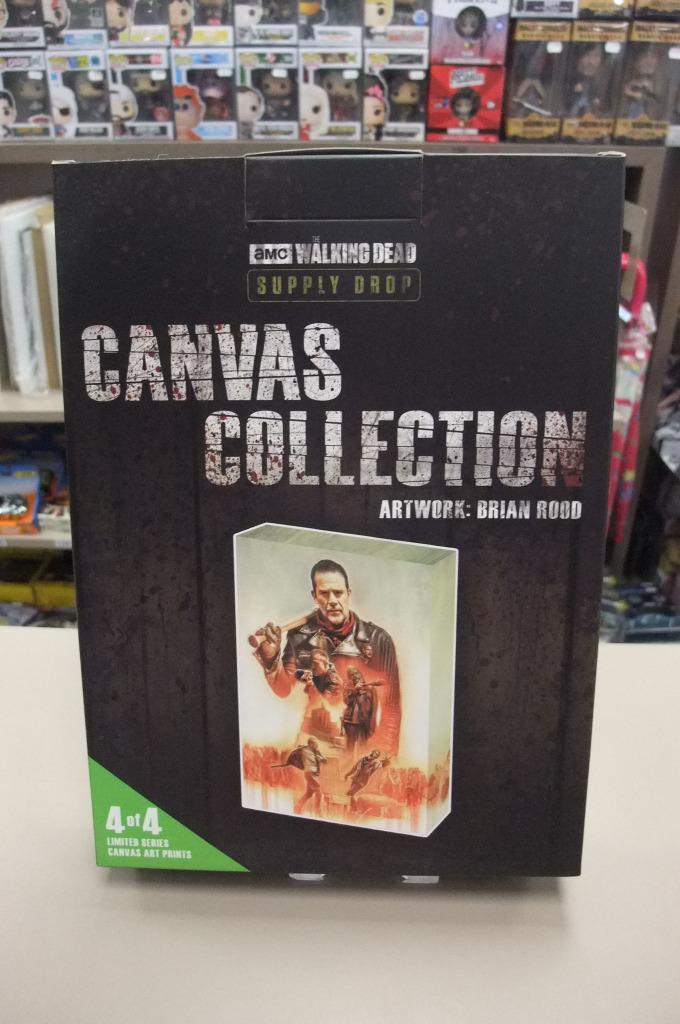 THE
aMC WALKING DEAD
SUPPLY DROP
CANVAS
COLLECTION
ARTWORK: BRIAN ROOD
4 of 4
LIMITED SERIES
CANVAS ART PRINTS